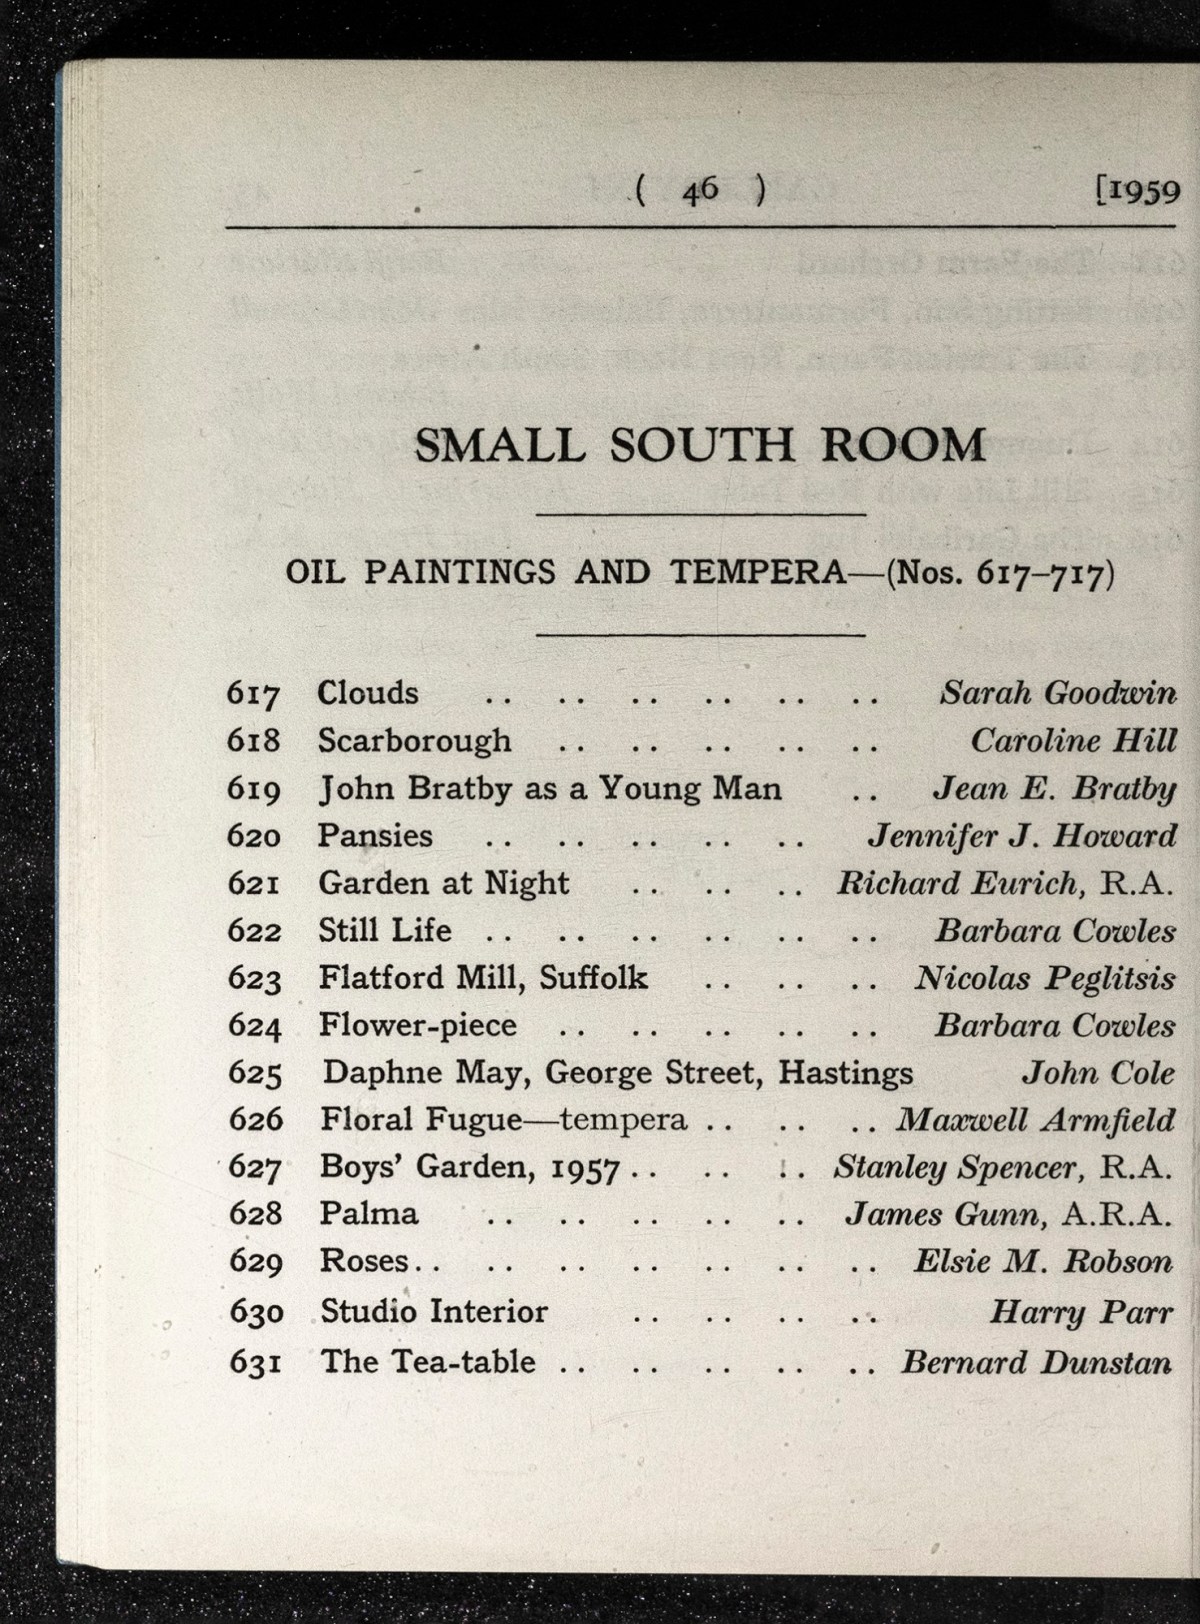 ( 46 ) [1959
SMALL SOUTH ROOM
OIL PAINTINGS AND TEMPERA—(Nos. 617–717)
617 Clouds .. .. .. .. .. .. Sarah Goodwin
618 Scarborough .. .. .. .. .. Caroline Hill
619 John Bratby as a Young Man .. Jean E. Bratby
620 Pansies .. .. .. .. .. Jennifer J. Howard
621 Garden at Night .. .. .. Richard Eurich, R.A.
622 Still Life .. .. .. .. .. .. Barbara Cowles
623 Flatford Mill, Suffolk .. .. .. Nicolas Peglitsis
624 Flower-piece .. .. .. .. .. Barbara Cowles
625 Daphne May, George Street, Hastings John Cole
626 Floral Fugue—tempera .. .. .. Maxwell Armfield
627 Boys' Garden, 1957 .. .. .. Stanley Spencer, R.A.
628 Palma .. .. .. .. .. James Gunn, A.R.A.
629 Roses .. .. .. .. .. .. .. Elsie M. Robson
630 Studio Interior .. .. .. .. Harry Parr
631 The Tea-table .. .. .. .. .. Bernard Dunstan